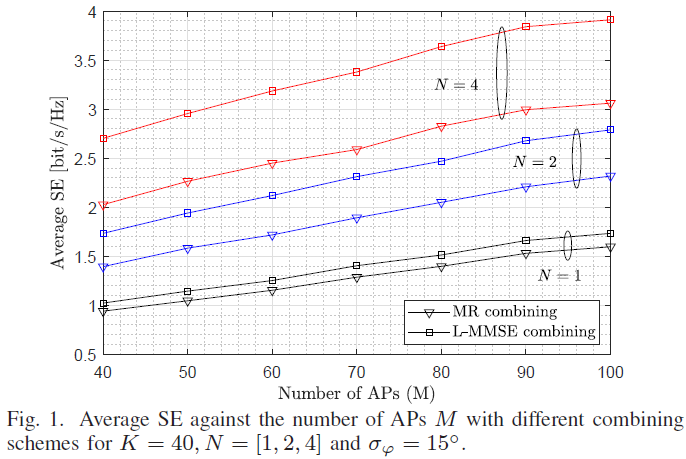 4
3.5
3
2.5
2
1.5
1
0.5
Average SE [bit/s/Hz]
N = 4
N = 2
N = 1
MR combining
L-MMSE combining
40 50 60 70 80 90 100
Number of APs (M)
Fig. 1. Average SE against the number of APs M with different combining
schemes for K = 40, N = [1, 2, 4] and σφ = 15°.